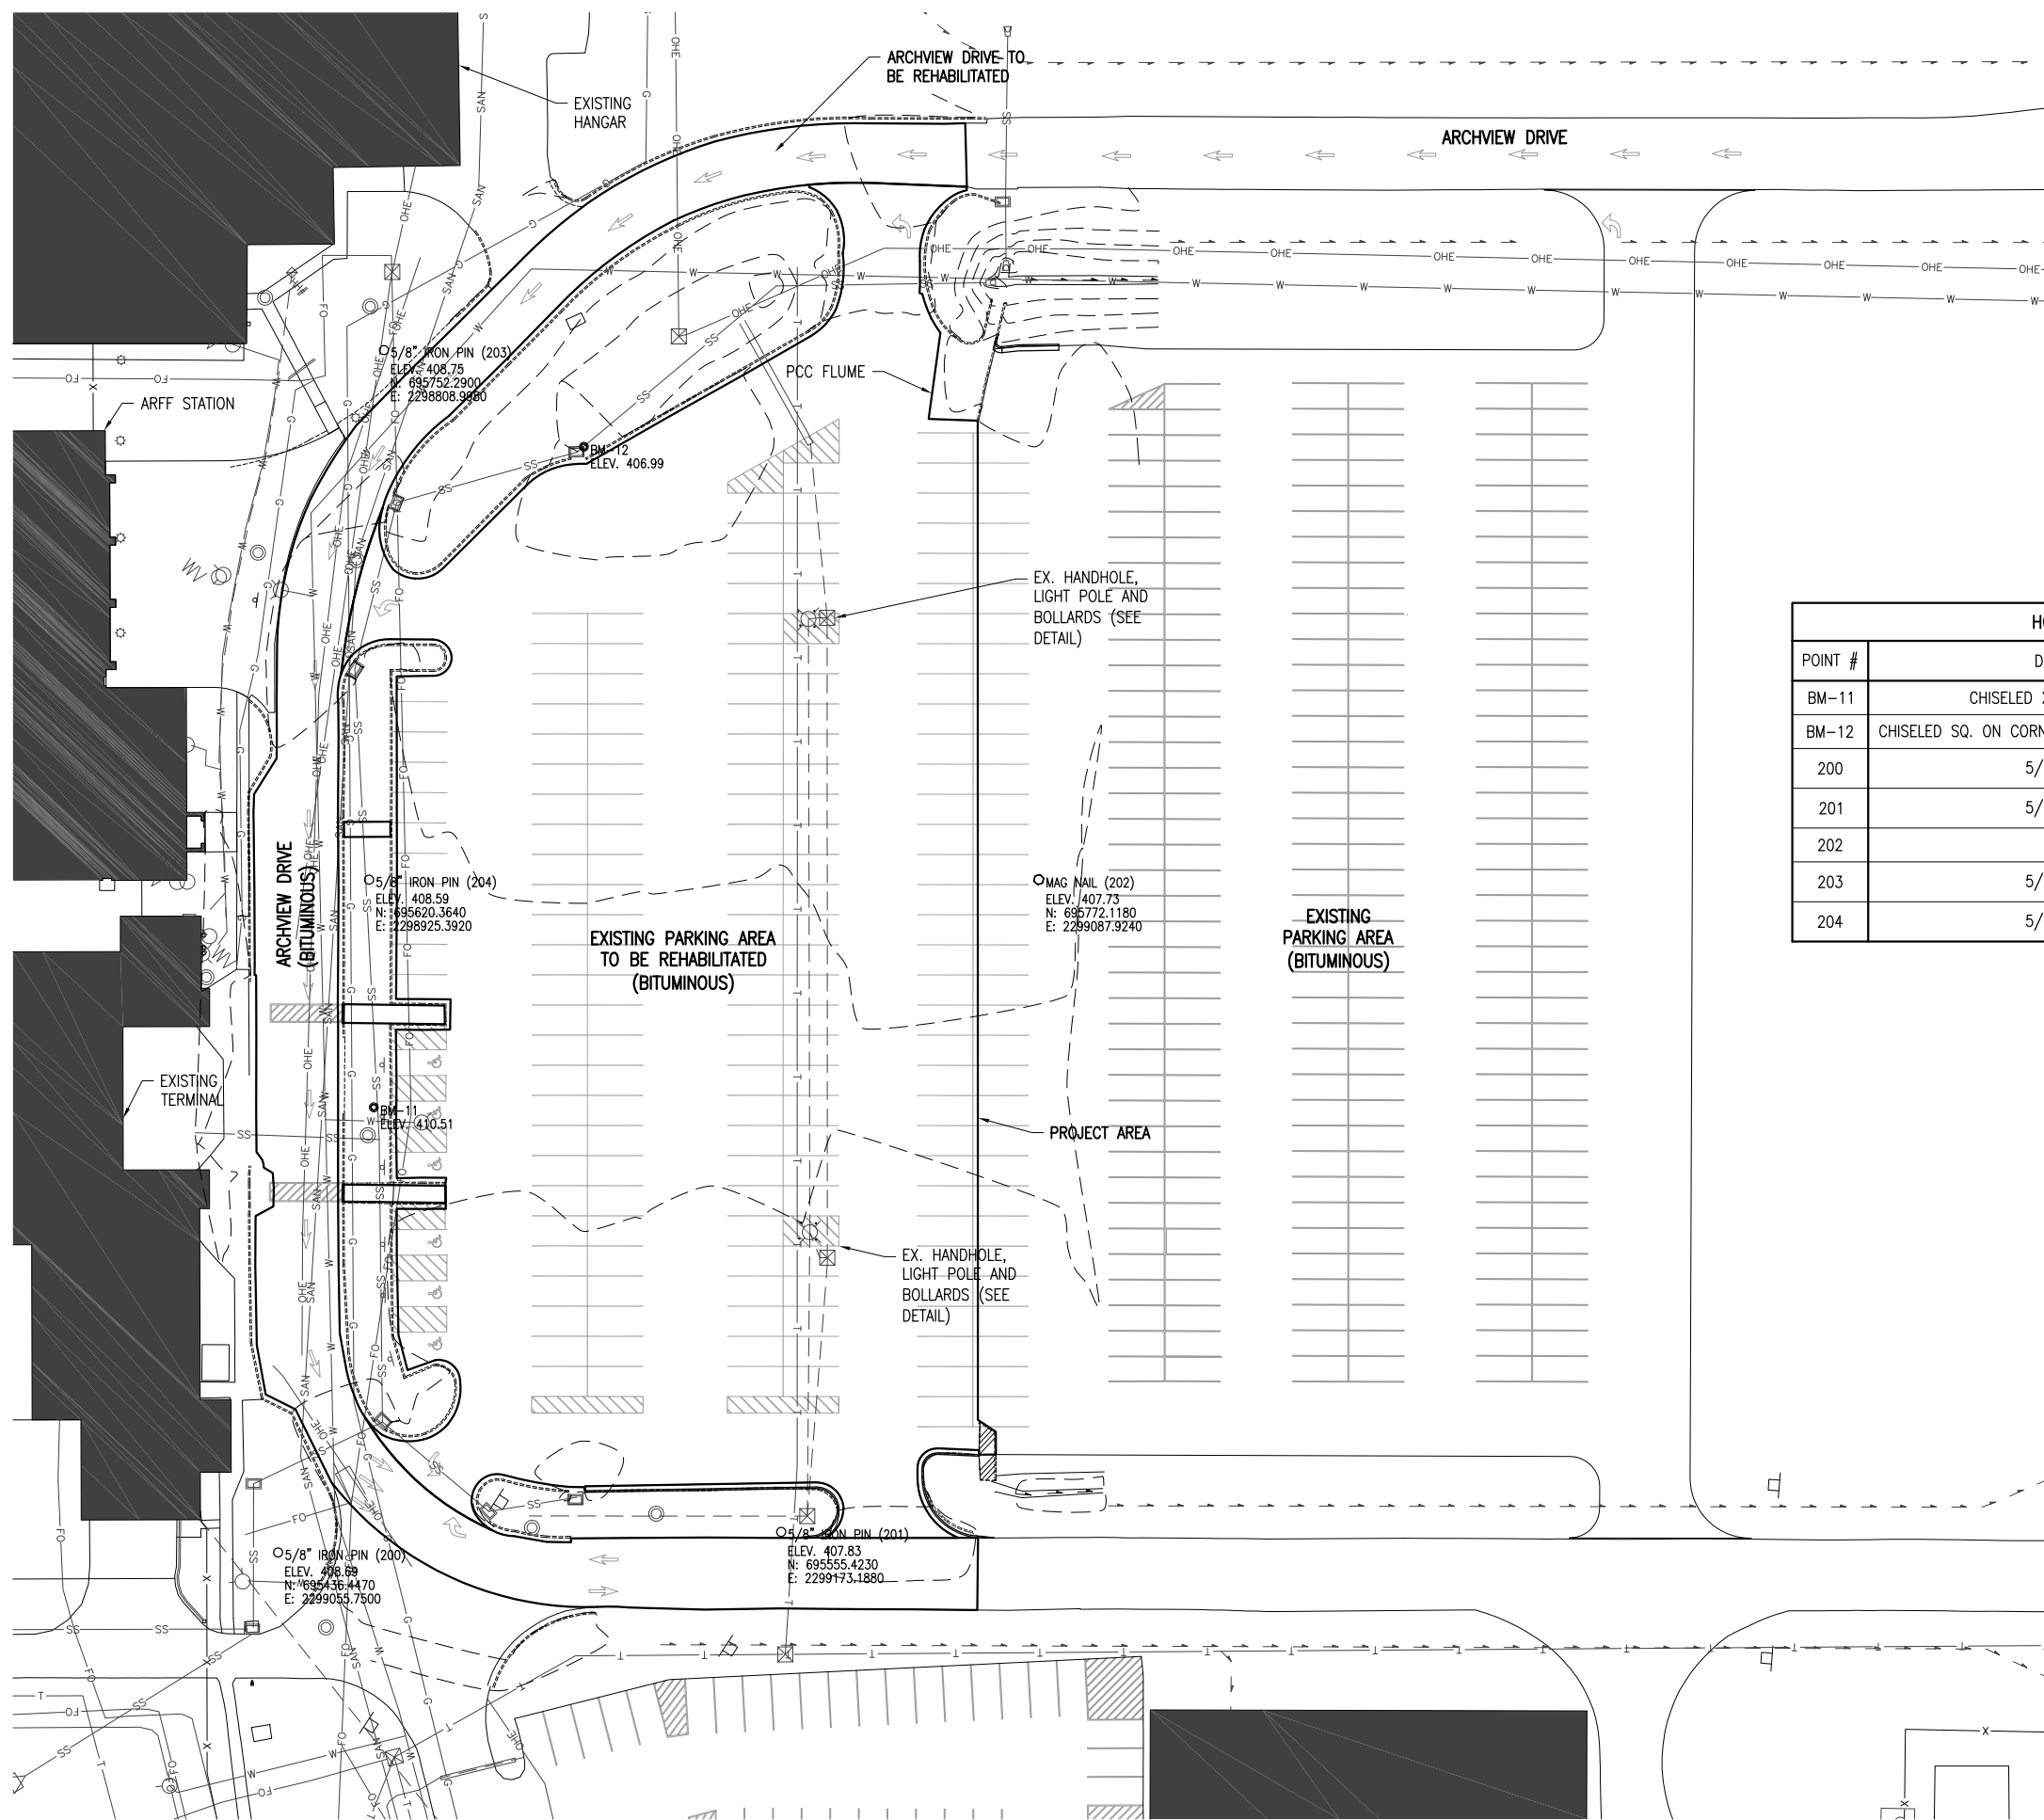 ARCHVIEW DRIVE TO
BE REHABILITATED
EXISTING
HANGAR
ARCHVIEW DRIVE
5/8" IRON PIN (203)
ELEV. 408.75
N: 695752.2900
E: 2298808.9980
PCC FLUME
ARFF STATION
BM-12
ELEV. 406.99
EX. HANDHOLE,
LIGHT POLE AND
BOLLARDS (SEE
DETAIL)
POINT #
BM-11
CHISELED
BM-12
CHISELED SQ. ON CORN
200
5/
201
5/
202
203
5/
204
5/
ARCHVIEW DRIVE
(BITUMINOUS)
5/8" IRON PIN (204)
ELEV. 408.59
N: 695620.3640
E: 2298925.3920
MAG NAIL (202)
ELEV. 407.73
N: 695772.1180
E: 2299087.9240
EXISTING PARKING AREA
TO BE REHABILITATED
(BITUMINOUS)
EXISTING
PARKING AREA
(BITUMINOUS)
EXISTING
TERMINAL
BM-11
ELEV. 410.51
PROJECT AREA
EX. HANDHOLE,
LIGHT POLE AND
BOLLARDS (SEE
DETAIL)
5/8" IRON PIN (201)
ELEV. 407.83
N: 695555.4230
E: 2299173.1880
5/8" IRON PIN (200)
ELEV. 408.69
N: 695436.4470
E: 2299055.7500